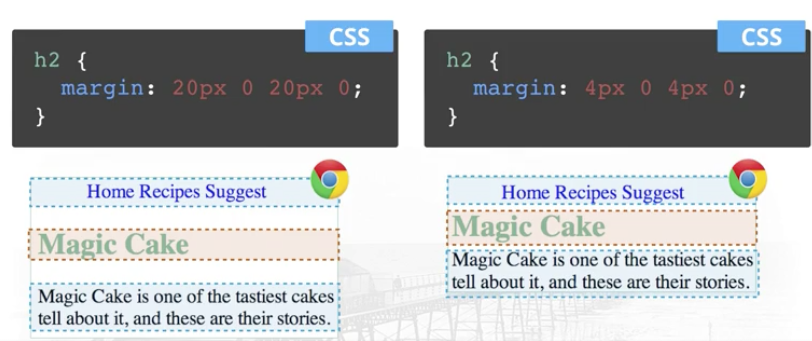 CSS
h2 {
margin: 20px 0 20px 0;
}
Home Recipes Suggest
Magic Cake
Magic Cake is one of the tastiest cakes
tell about it, and these are their stories.
CSS
h2 {
margin: 4px 0 4px 0;
}
Home Recipes Suggest
Magic Cake
Magic Cake is one of the tastiest cakes
tell about it, and these are their stories.